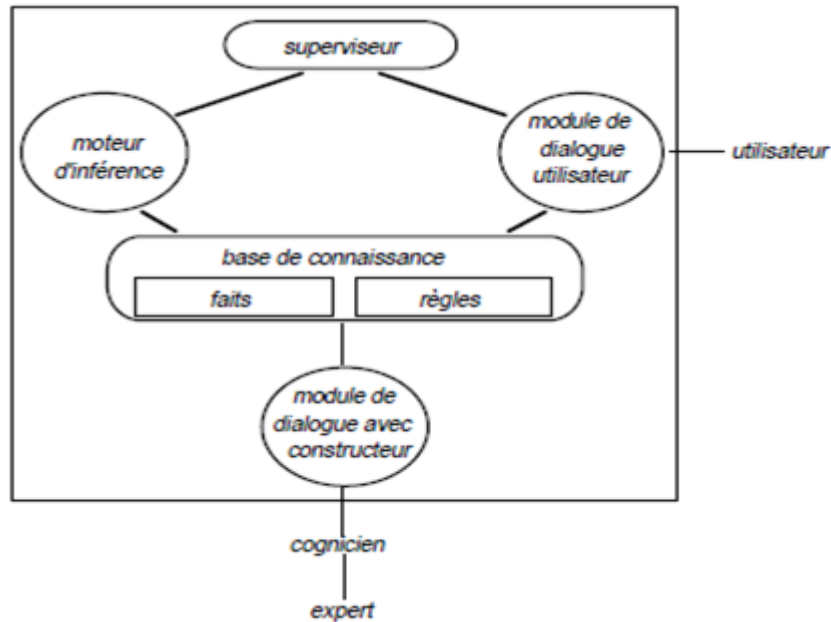 superviseur
moteur
d'inférence
module de
dialogue
utilisateur
utilisateur
base de connaissance
faits
règles
module de
dialogue avec
constructeur
cognicien
expert